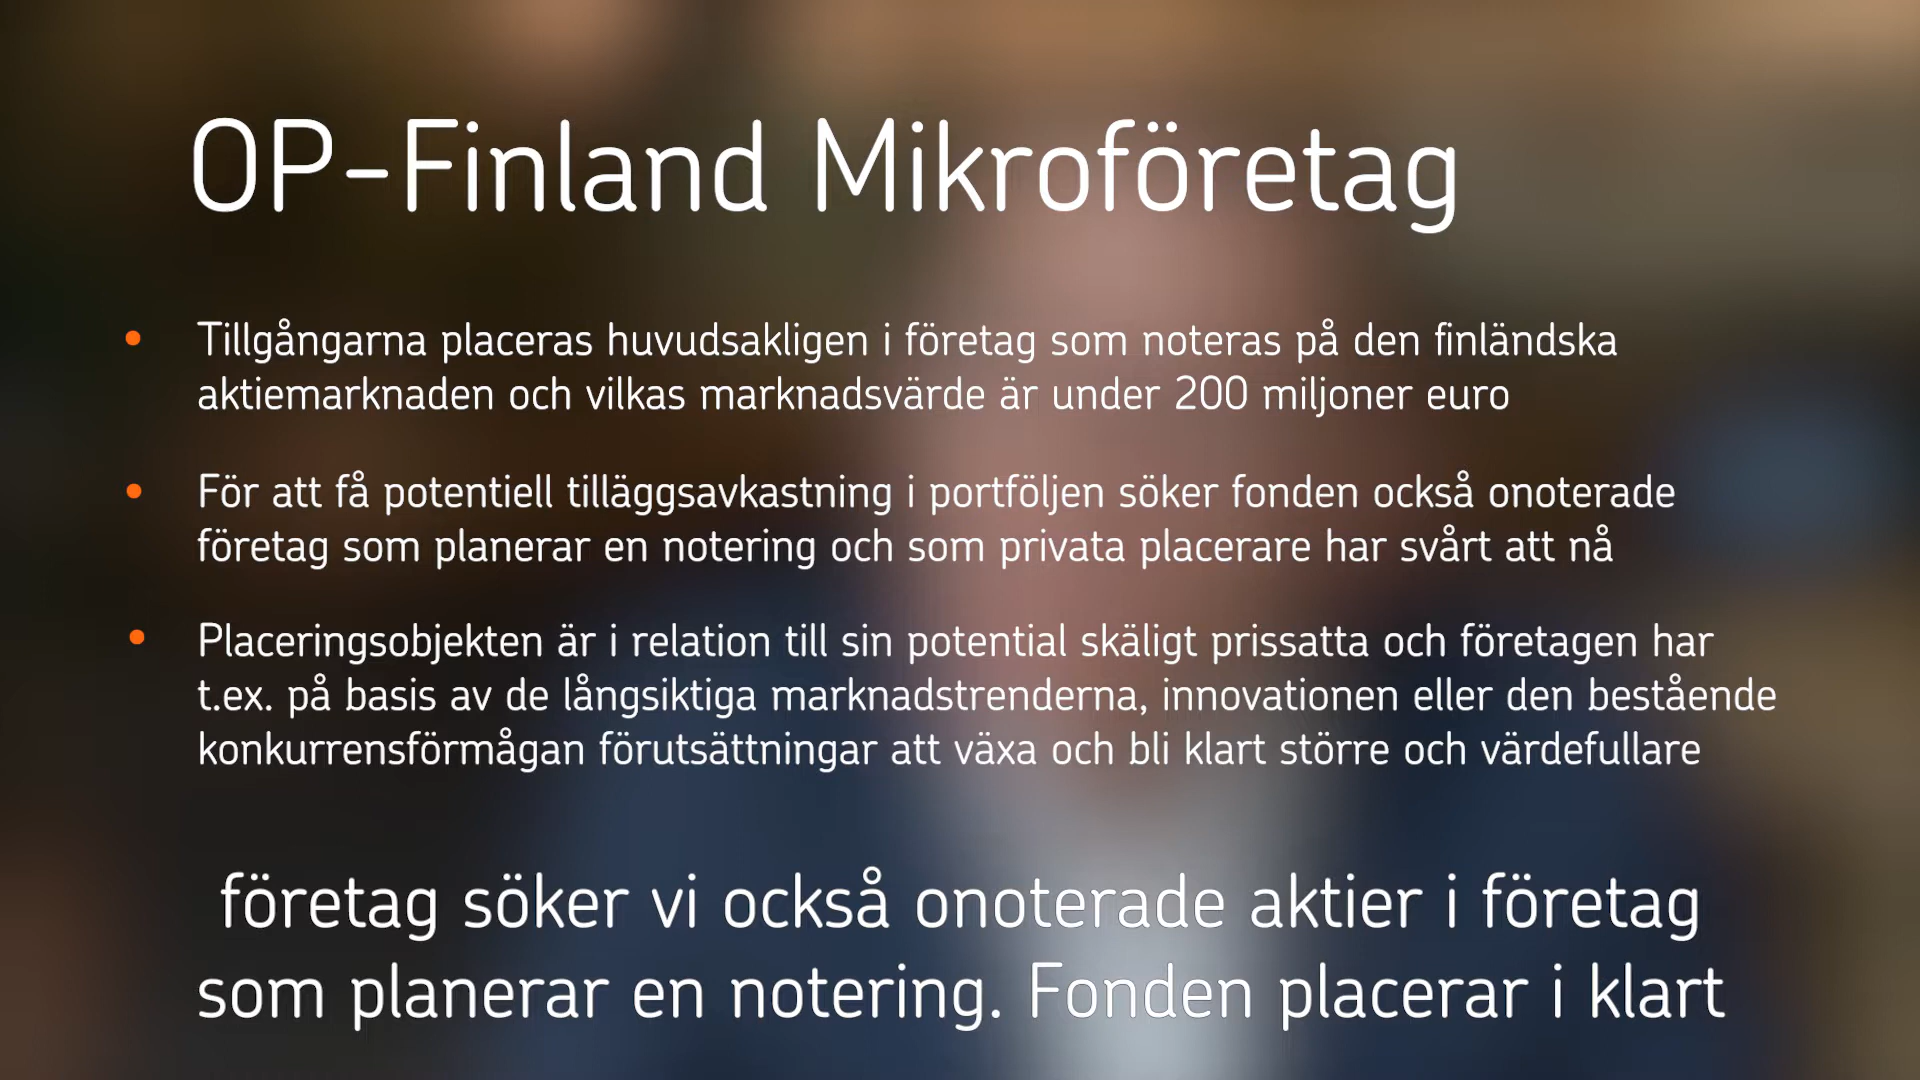 OP-Finland Mikroföretag
• Tillgångarna placeras huvudsakligen i företag som noteras på den finländska
aktiemarknaden och vilkas marknadsvärde är under 200 miljoner euro
• För att få potentiell tilläggsavkastning i portföljen söker fonden också onoterade
företag som planerar en notering och som privata placerare har svårt att nå
• Placeringsobjekten är i relation till sin potential skäligt prissatta och företagen har
t.ex. på basis av de långsiktiga marknadstrenderna, innovationen eller den bestående
konkurrensförmågan förutsättningar att växa och bli klart större och värdefullare
företag söker vi också onoterade aktier i företag
som planerar en notering. Fonden placerar i klart